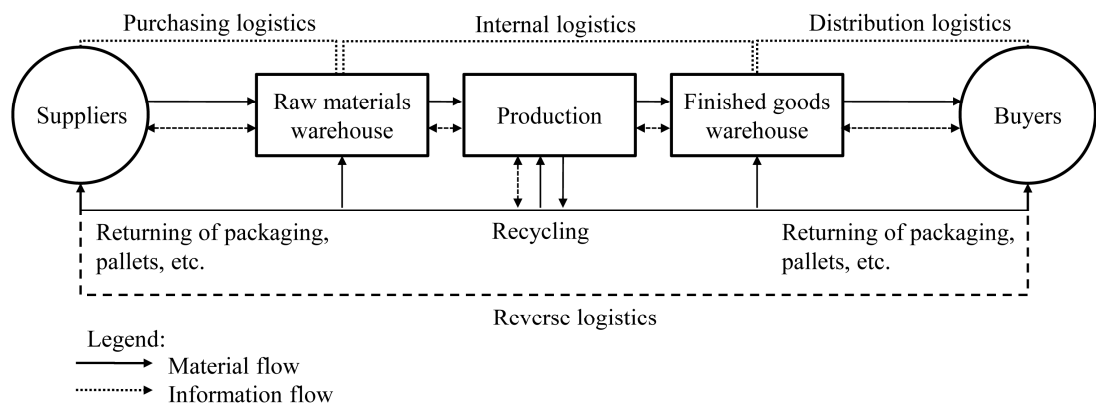 Purchasing logistics
Internal logistics
Distribution logistics
Suppliers
Raw materials
warehouse
Production
Finished goods
warehouse
Buyers
Returning of packaging,
pallets, etc.
Recycling
Returning of packaging,
pallets, etc.
Reverse logistics
Legend:
Material flow
Information flow